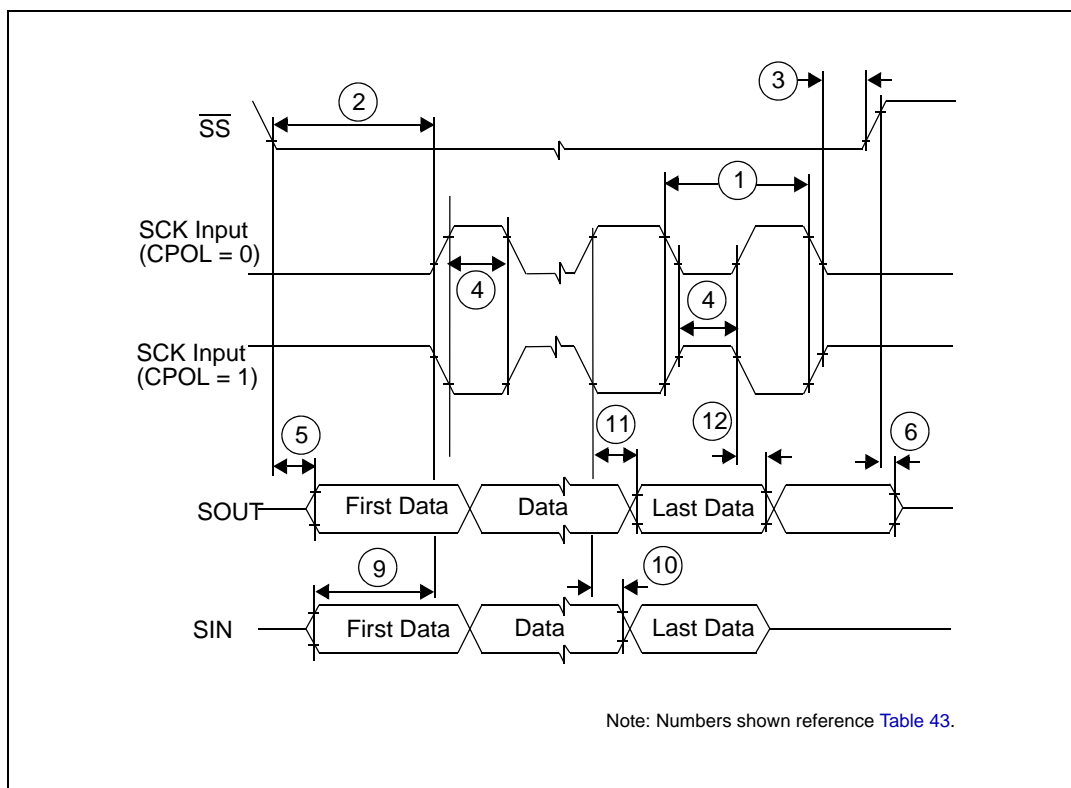 3
2
SS
1
SCK Input
(CPOL = 0)
4
4
SCK Input
(CPOL = 1)
11
12
5
6
SOUT
First Data
Data
Last Data
9
10
SIN
First Data
Data
Last Data
Note: Numbers shown reference Table 43.